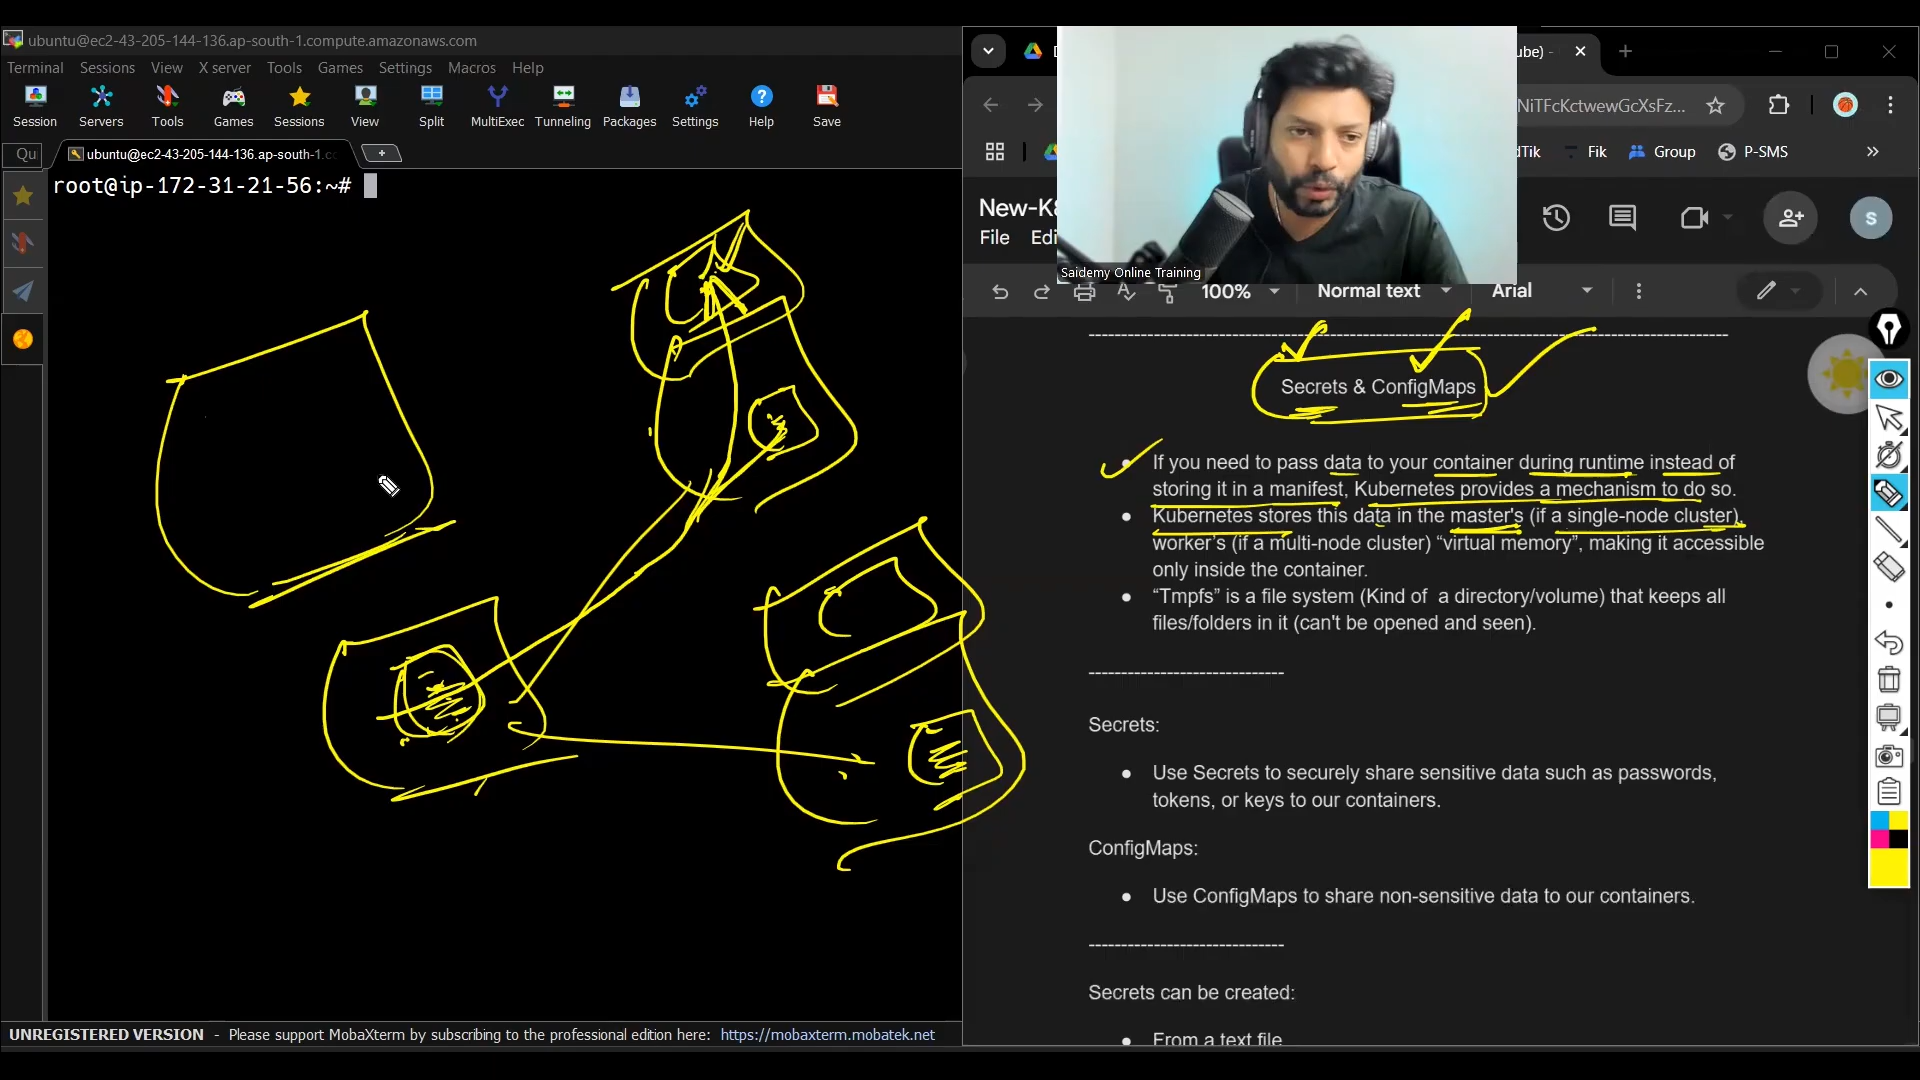 ubuntu@ec2-43-205-144-136.ap-south-1.compute.amazonaws.com
Terminal Sessions View X server Tools Games Settings Macros Help
Session Servers Tools Games Sessions View Split MultiExec Tunneling Packages Settings Help Save
Qu
ubuntu@ec2-43-205-144-136.ap-south-1.cc
root@ip-172-31-21-56:~#
UNREGISTERED VERSION - Please support MobaXterm by subscribing to the professional edition here: https://mobaxterm.mobatek.net
ube) -
NiTFcKctwewGcXsFz...
dTik Fik Group P-SMS
New-K8
File Edi
S
Saidemy Online Training
100% Normal text Arial
--------------------------------------------------------------------------------------------------
Secrets & ConfigMaps
● If you need to pass data to your container during runtime instead of
storing it in a manifest, Kubernetes provides a mechanism to do so.
● Kubernetes stores this data in the master's (if a single-node cluster),
worker's (if a multi-node cluster) “virtual memory”, making it accessible
only inside the container.
● “Tmpfs” is a file system (Kind of a directory/volume) that keeps all
files/folders in it (can't be opened and seen).
------------------------------
Secrets:
● Use Secrets to securely share sensitive data such as passwords,
tokens, or keys to our containers.
ConfigMaps:
● Use ConfigMaps to share non-sensitive data to our containers.
------------------------------
Secrets can be created:
● From a text file